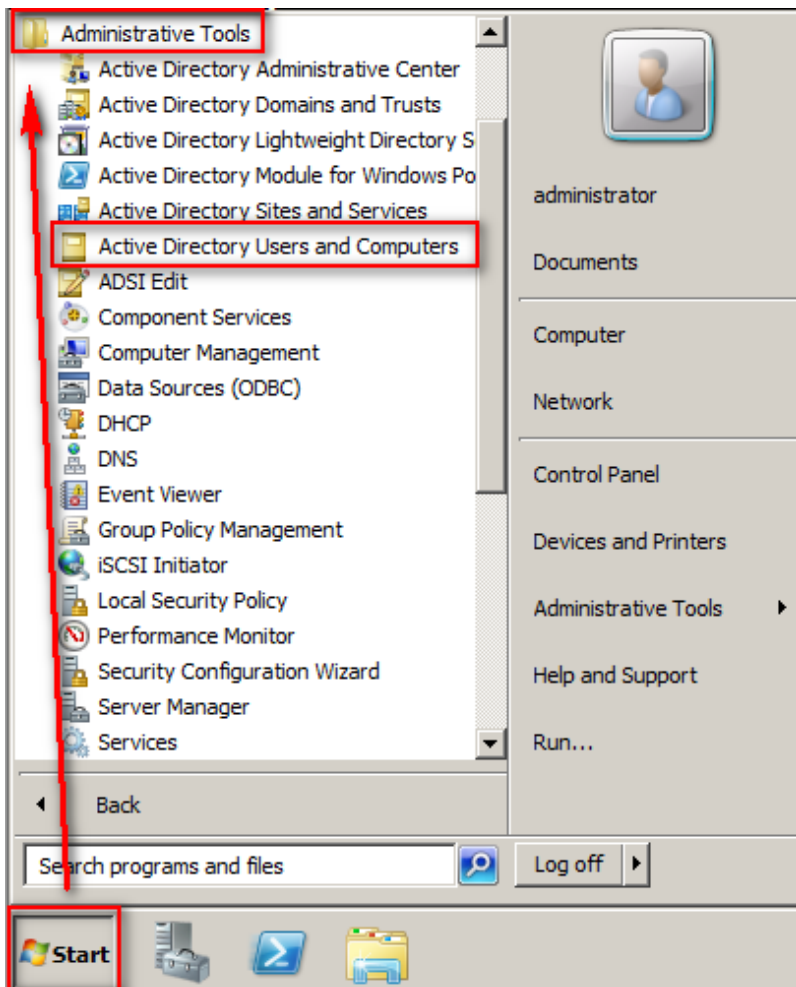 Administrative Tools
Active Directory Administrative Center
Active Directory Domains and Trusts
Active Directory Lightweight Directory S
Active Directory Module for Windows Po
Active Directory Sites and Services
Active Directory Users and Computers
ADSI Edit
Component Services
Computer Management
Data Sources (ODBC)
DHCP
DNS
Event Viewer
Group Policy Management
iSCSI Initiator
Local Security Policy
Performance Monitor
Security Configuration Wizard
Server Manager
Services
Back
Search programs and files
administrator
Documents
Computer
Network
Control Panel
Devices and Printers
Administrative Tools
Help and Support
Run...
Log off
Start